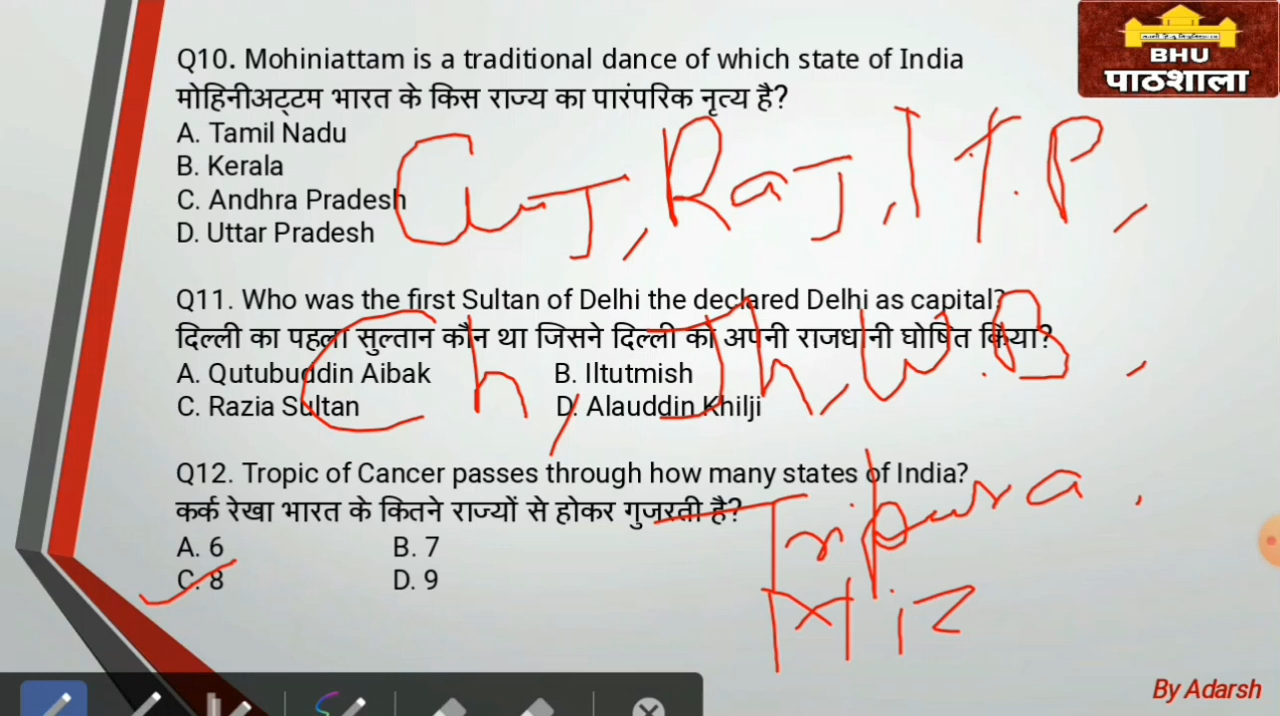 BHU
पाठशाला
Q10. Mohiniattam is a traditional dance of which state of India
मोहिनीअट्टम भारत के किस राज्य का पारंपरिक नृत्य है?
A. Tamil Nadu
B. Kerala
C. Andhra Pradesh
D. Uttar Pradesh
GuJ, RaJ, M.P,
Q11. Who was the first Sultan of Delhi the declared Delhi as capital?
दिल्ली का पहला सुल्तान कौन था जिसने दिल्ली को अपनी राजधानी घोषित किया?
A. Qutubuddin Aibak B. Iltutmish
C. Razia Sultan D. Alauddin Khilji
Ch, Jh, W.B,
Q12. Tropic of Cancer passes through how many states of India?
कर्क रेखा भारत के कितने राज्यों से होकर गुजरती है?
A. 6 B. 7
C. 8 D. 9
Tripura,
Miz
By Adarsh